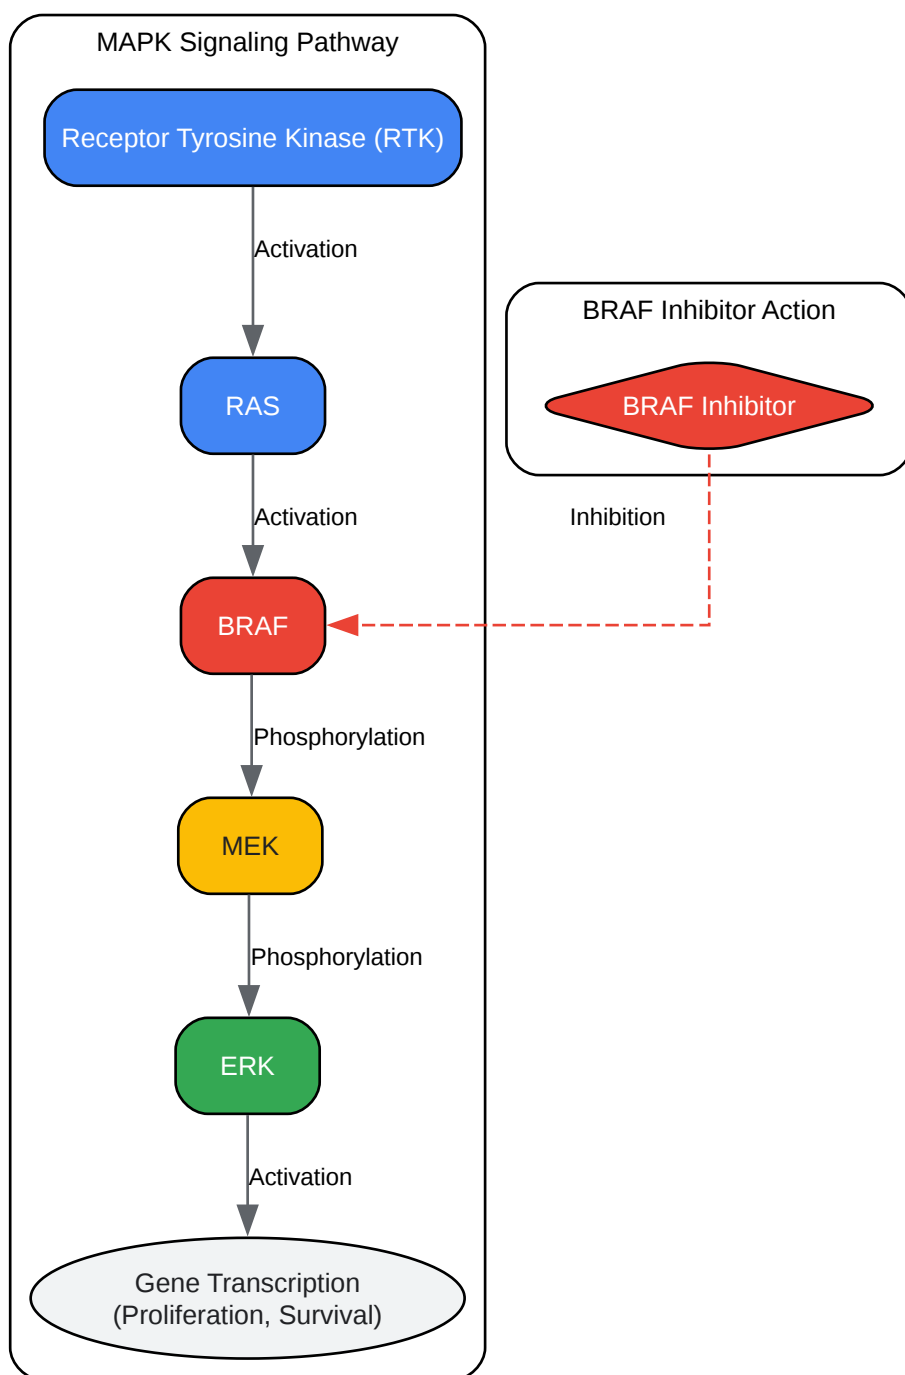 MAPK Signaling Pathway
Receptor Tyrosine Kinase (RTK)
Activation
BRAF Inhibitor Action
RAS
BRAF Inhibitor
Activation
Inhibition
BRAF
Phosphorylation
MEK
Phosphorylation
ERK
Activation
Gene Transcription
(Proliferation, Survival)